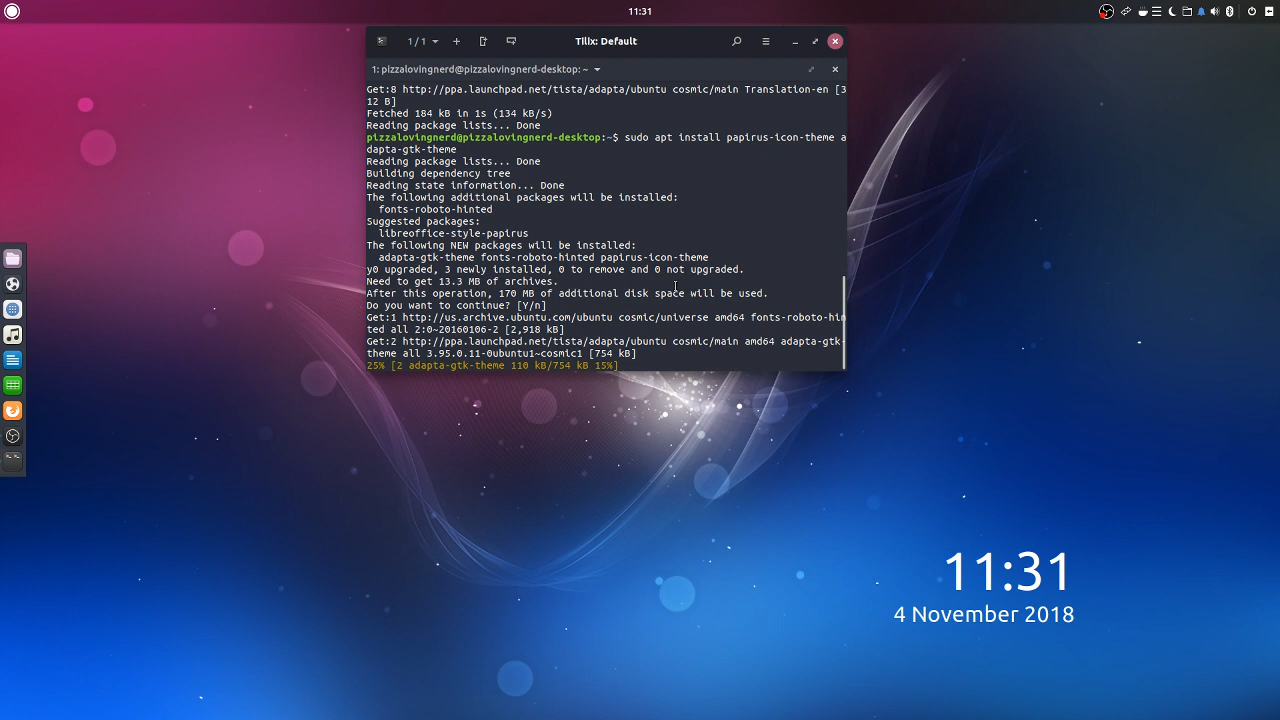 11:31
1 / 1
Tilix: Default
1: pizzalovingnerd@pizzalovingnerd-desktop: ~
Get:8 http://ppa.launchpad.net/tista/adapta/ubuntu cosmic/main Translation-en [3
12 B]
Fetched 184 kB in 1s (134 kB/s)
Reading package lists... Done
pizzalovingnerd@pizzalovingnerd-desktop:~$ sudo apt install papirus-icon-theme a
dapta-gtk-theme
Reading package lists... Done
Building dependency tree
Reading state information... Done
The following additional packages will be installed:
fonts-roboto-hinted
Suggested packages:
libreoffice-style-papirus
The following NEW packages will be installed:
adapta-gtk-theme fonts-roboto-hinted papirus-icon-theme
y0 upgraded, 3 newly installed, 0 to remove and 0 not upgraded.
Need to get 13.3 MB of archives.
After this operation, 170 MB of additional disk space will be used.
Do you want to continue? [Y/n]
Get:1 http://us.archive.ubuntu.com/ubuntu cosmic/universe amd64 fonts-roboto-hin
ted all 2:0~20160106-2 [2,918 kB]
Get:2 http://ppa.launchpad.net/tista/adapta/ubuntu cosmic/main amd64 adapta-gtk-
theme all 3.95.0.11-0ubuntu1~cosmic1 [754 kB]
25% [2 adapta-gtk-theme 110 kB/754 kB 15%]
11:31
4 November 2018